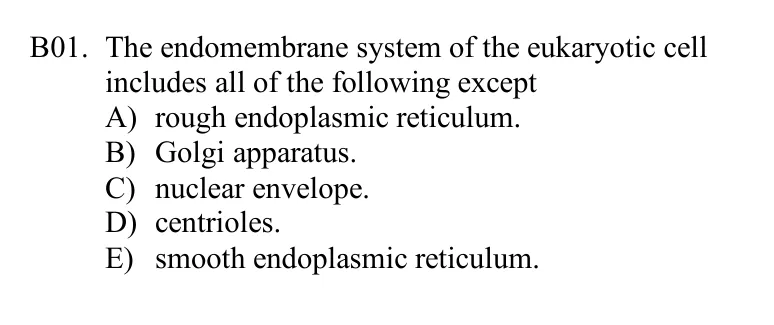 B01. The endomembrane system of the eukaryotic cell
includes all of the following except
A) rough endoplasmic reticulum.
B) Golgi apparatus.
C) nuclear envelope.
D) centrioles.
E) smooth endoplasmic reticulum.